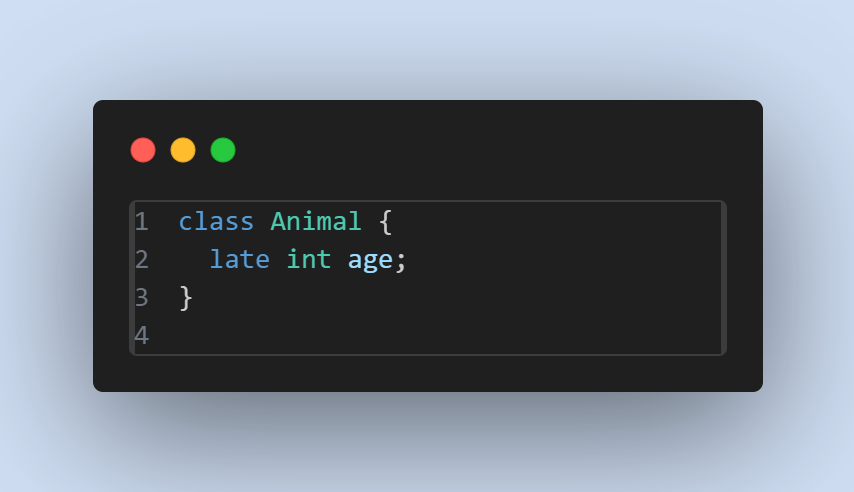 1 class Animal {
2   late int age;
3 }
4